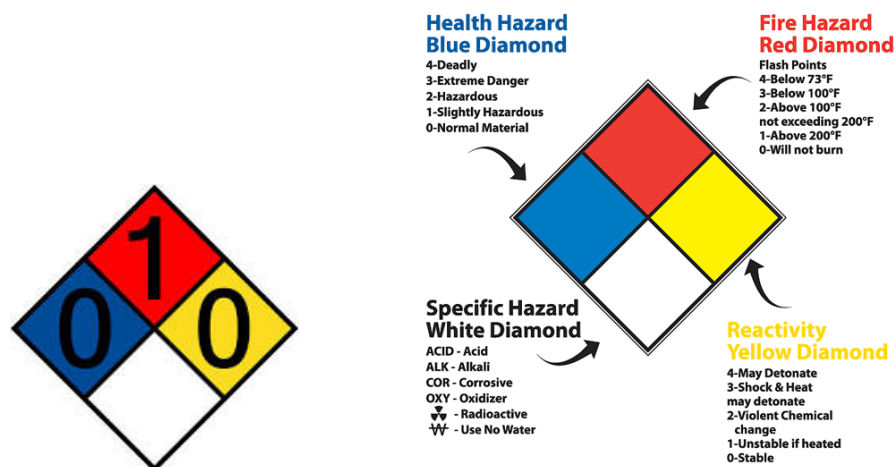 Health Hazard
Blue Diamond
4-Deadly
3-Extreme Danger
2-Hazardous
1-Slightly Hazardous
0-Normal Material
Fire Hazard
Red Diamond
Flash Points
4-Below 73°F
3-Below 100°F
2-Above 100°F
not exceeding 200°F
1-Above 200°F
0-Will not burn
1
0
0
Specific Hazard
White Diamond
ACID - Acid
ALK - Alkali
COR - Corrosive
OXY - Oxidizer
☢ - Radioactive
W - Use No Water
Reactivity
Yellow Diamond
4-May Detonate
3-Shock & Heat
may detonate
2-Violent Chemical
change
1-Unstable if heated
0-Stable